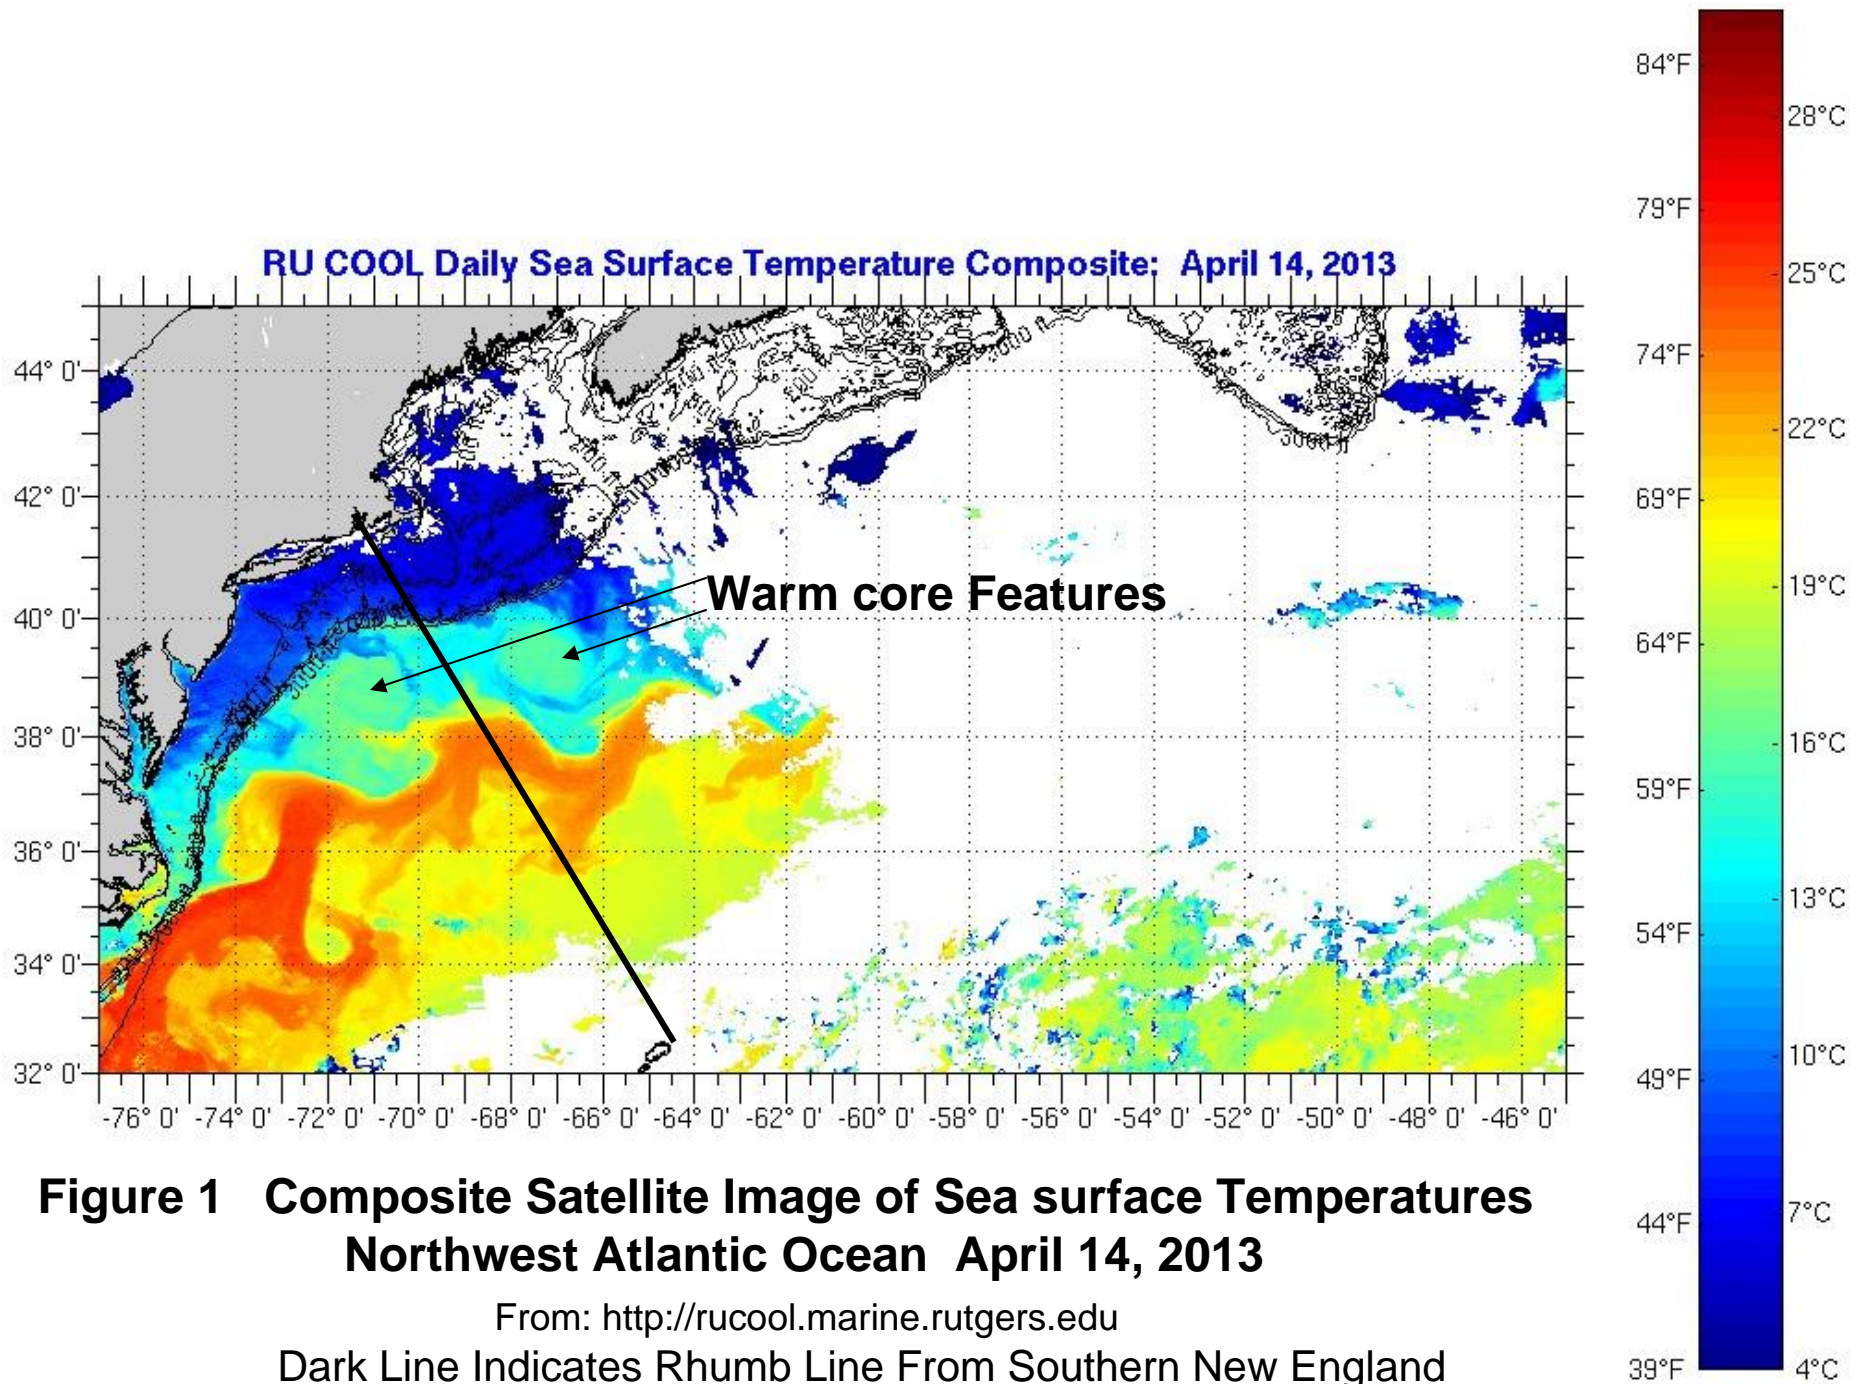 RU COOL Daily Sea Surface Temperature Composite: April 14, 2013
44° 0'
42° 0'
40° 0'
38° 0'
36° 0'
34° 0'
32° 0'
Warm core Features
-76° 0' -74° 0' -72° 0' -70° 0' -68° 0' -66° 0' -64° 0' -62° 0' -60° 0' -58° 0' -56° 0' -54° 0' -52° 0' -50° 0' -48° 0' -46° 0'
84°F
79°F
74°F
69°F
64°F
59°F
54°F
49°F
44°F
39°F
28°C
25°C
22°C
19°C
16°C
13°C
10°C
7°C
4°C
Figure 1 Composite Satellite Image of Sea surface Temperatures
Northwest Atlantic Ocean April 14, 2013
From: http://rucool.marine.rutgers.edu
Dark Line Indicates Rhumb Line From Southern New England